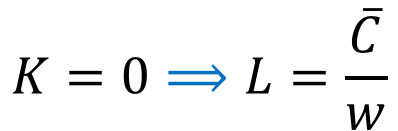 K = 0 ⟹ L = C̄/w